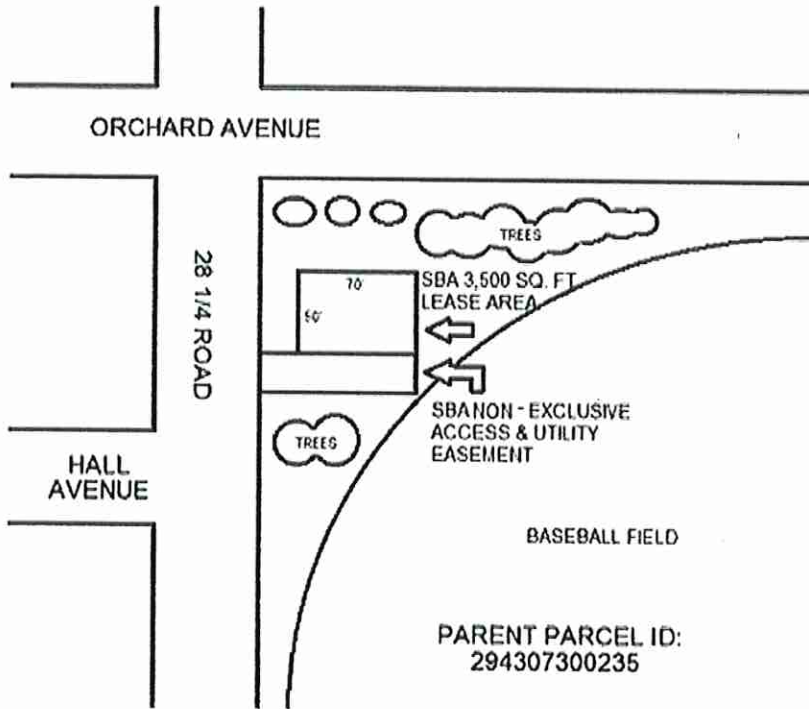 ORCHARD AVENUE
TREES
28 1/4 ROAD
70'
SBA 3,500 SQ. FT
LEASE AREA
50'
SBA NON - EXCLUSIVE
ACCESS & UTILITY
EASEMENT
TREES
HALL
AVENUE
BASEBALL FIELD
PARENT PARCEL ID:
294307300235